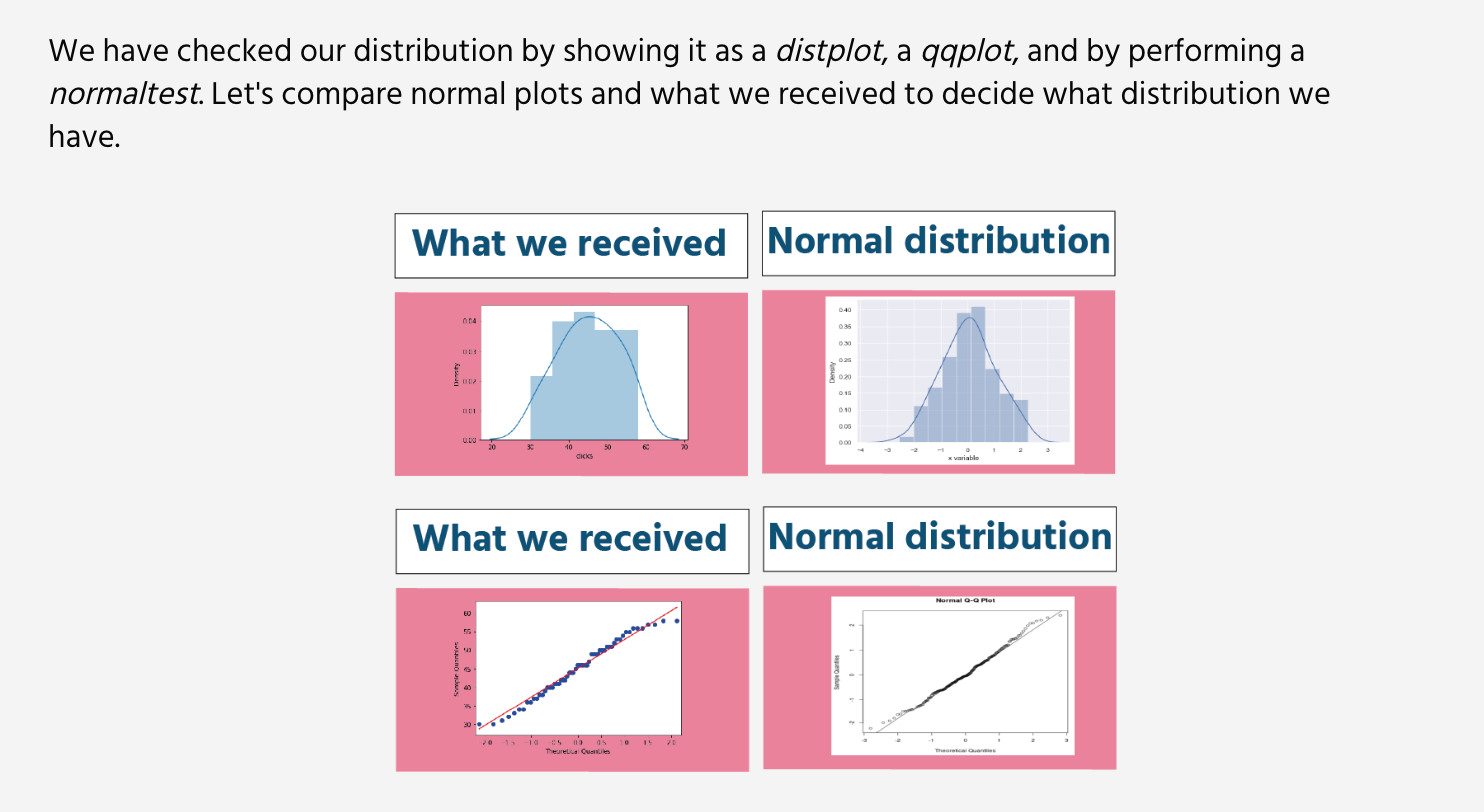 We have checked our distribution by showing it as a distplot, a qqplot, and by performing a
normaltest. Let's compare normal plots and what we received to decide what distribution we
have.
What we received
Normal distribution
0.04
0.03
0.02
0.01
0.00
Density
20 30 40 50 60 70
clicks
0.40
0.35
0.30
0.25
0.20
0.15
0.10
0.05
0.00
Density
−4 −3 −2 −1 0 1 2 3
x variable
What we received
Normal distribution
60
55
50
45
40
35
30
Sample Quantiles
2.0 1.5 1.0 0.5 0.0 0.5 1.0 1.5 2.0
Theoretical Quantiles
Normal Q-Q Plot
2
1
0
-1
-2
Sample Quantiles
-3 -2 -1 0 1 2 3
Theoretical Quantiles